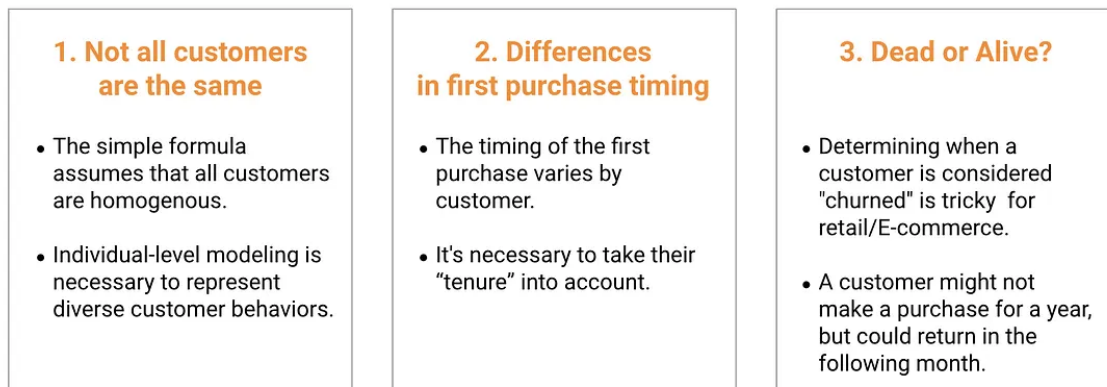 1. Not all customers
are the same
• The simple formula
assumes that all customers
are homogenous.
• Individual-level modeling is
necessary to represent
diverse customer behaviors.
2. Differences
in first purchase timing
• The timing of the first
purchase varies by
customer.
• It's necessary to take their
“tenure” into account.
3. Dead or Alive?
• Determining when a
customer is considered
"churned" is tricky for
retail/E-commerce.
• A customer might not
make a purchase for a year,
but could return in the
following month.